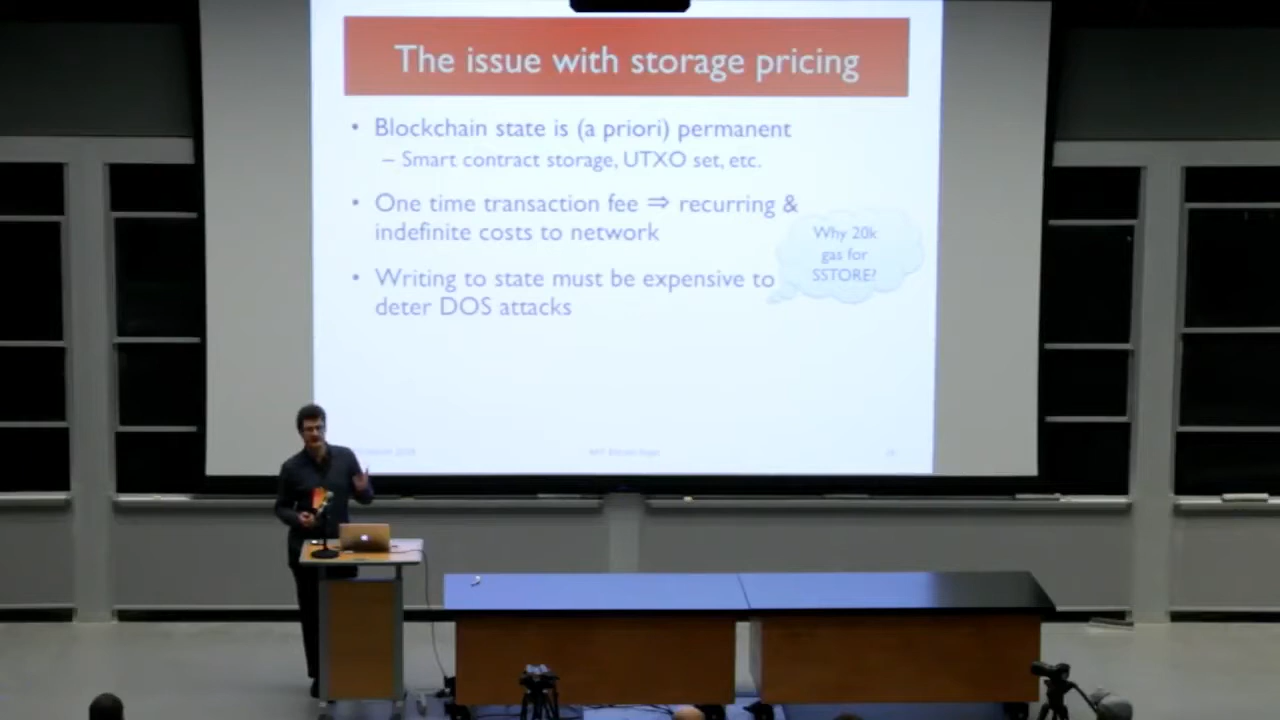 The issue with storage pricing
• Blockchain state is (a priori) permanent
– Smart contract storage, UTXO set, etc.
• One time transaction fee ⇒ recurring &
indefinite costs to network
Why 20k
gas for
SSTORE?
• Writing to state must be expensive to
deter DOS attacks